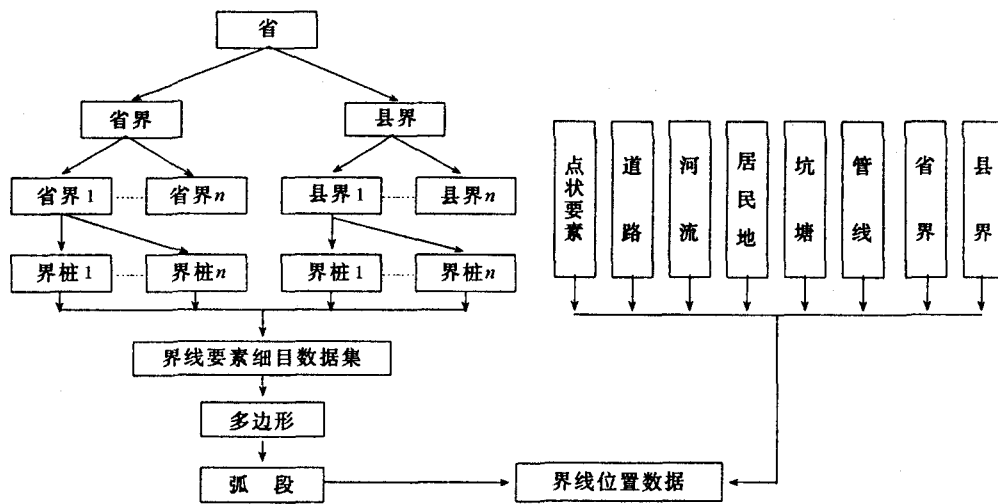 省
省界
县界
省界1
省界n
县界1
县界n
界桩1
界桩n
界桩1
界桩n
界线要素细目数据集
多边形
弧段
点状要素
道路
河流
居民地
坑塘
管线
省界
县界
界线位置数据